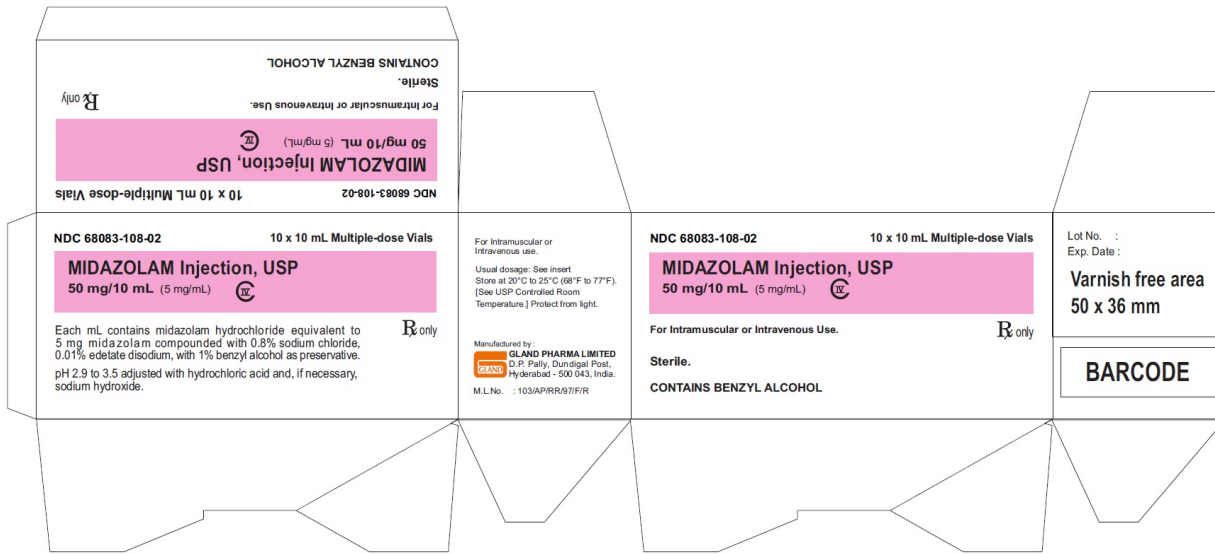 CONTAINS BENZYL ALCOHOL
Sterile.
For Intramuscular or Intravenous Use.
Rx only
50 mg/10 mL (5 mg/mL) CIV
MIDAZOLAM Injection, USP
NDC 68083-108-02 10 x 10 mL Multiple-dose Vials
NDC 68083-108-02 10 x 10 mL Multiple-dose Vials
MIDAZOLAM Injection, USP
50 mg/10 mL (5 mg/mL) CIV
Each mL contains midazolam hydrochloride equivalent to
5 mg midazolam compounded with 0.8% sodium chloride,
0.01% edetate disodium, with 1% benzyl alcohol as preservative.
pH 2.9 to 3.5 adjusted with hydrochloric acid and, if necessary,
sodium hydroxide.
Rx only
For Intramuscular or
Intravenous use.
Usual dosage: See insert
Store at 20°C to 25°C (68°F to 77°F).
[See USP Controlled Room
Temperature.] Protect from light.
Manufactured by :
GLAND
GLAND PHARMA LIMITED
D.P. Pally, Dundigal Post,
Hyderabad - 500 043, India.
M.L.No. : 103/AP/RR/97/F/R
NDC 68083-108-02 10 x 10 mL Multiple-dose Vials
MIDAZOLAM Injection, USP
50 mg/10 mL (5 mg/mL) CIV
For Intramuscular or Intravenous Use.
Rx only
Sterile.
CONTAINS BENZYL ALCOHOL
Lot No. :
Exp. Date :
Varnish free area
50 x 36 mm
BARCODE